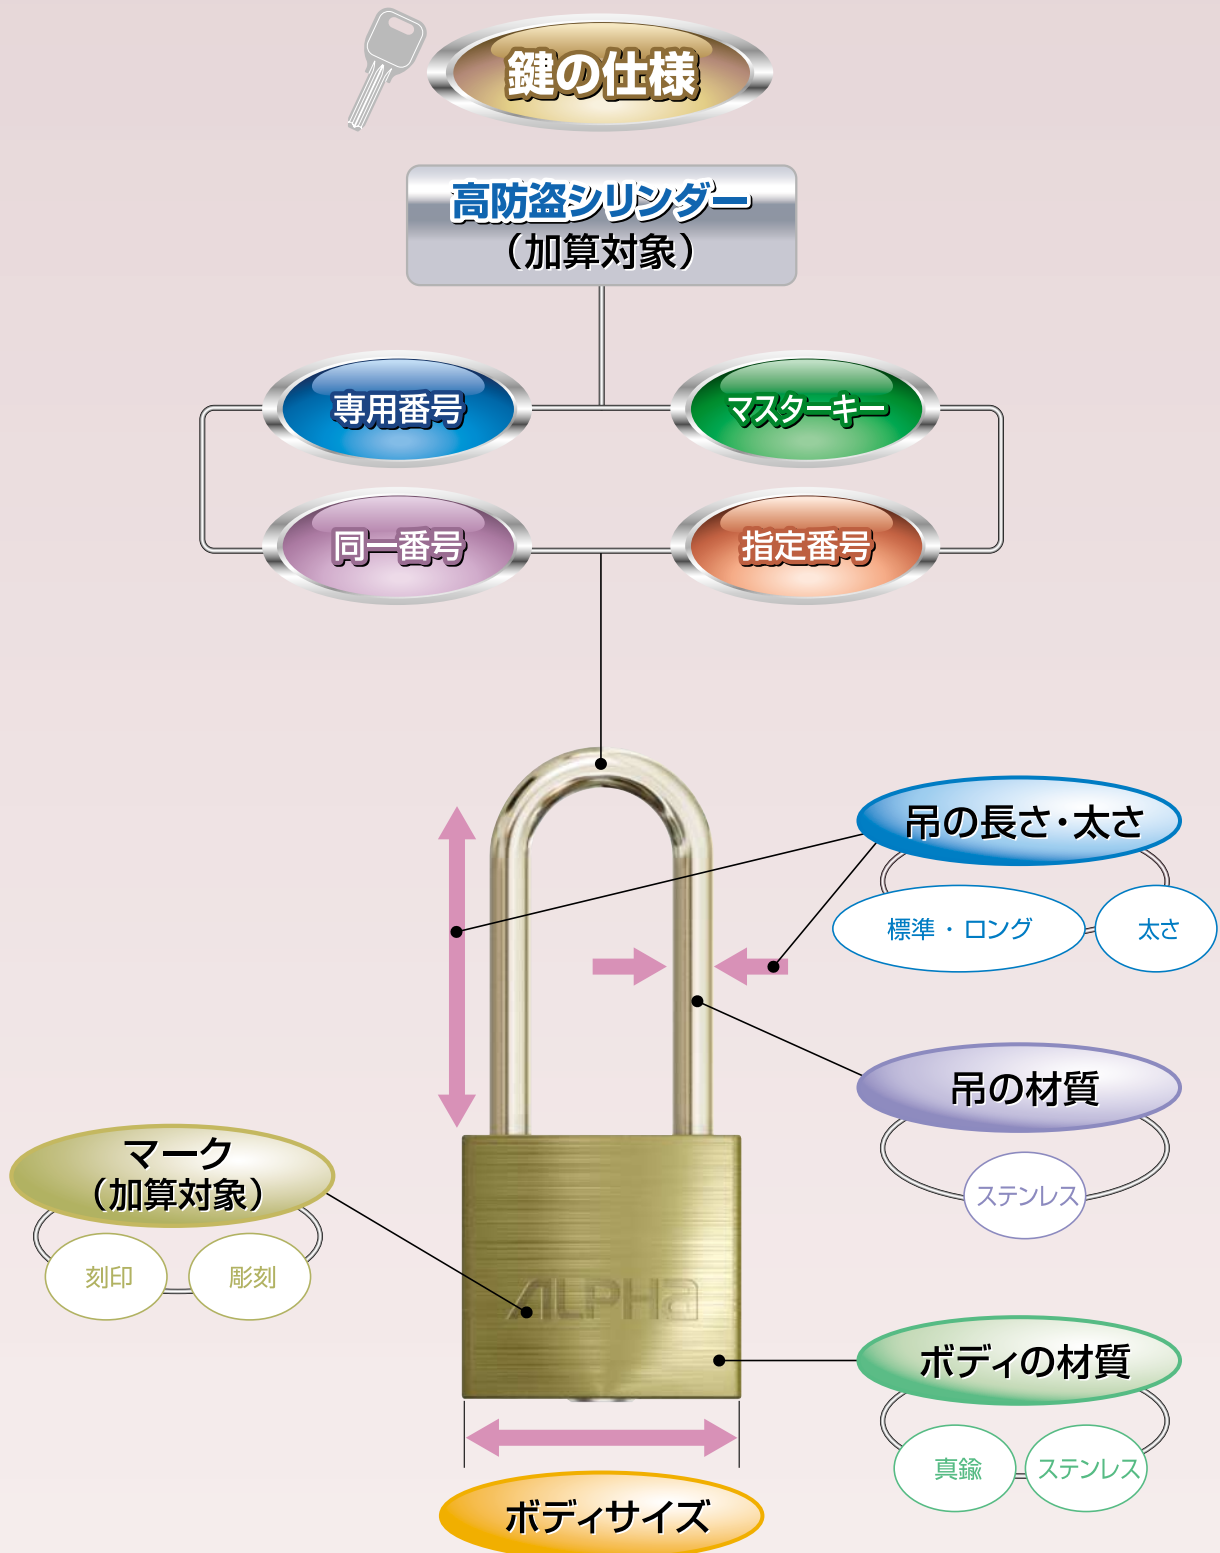 鍵の仕様
高防盗シリンダー
（加算対象）
専用番号
マスターキー
同一番号
指定番号
吊の長さ・太さ
標準・ロング
太さ
吊の材質
ステンレス
マーク
（加算対象）
刻印
彫刻
ALPHa
ボディの材質
真鍮
ステンレス
ボディサイズ